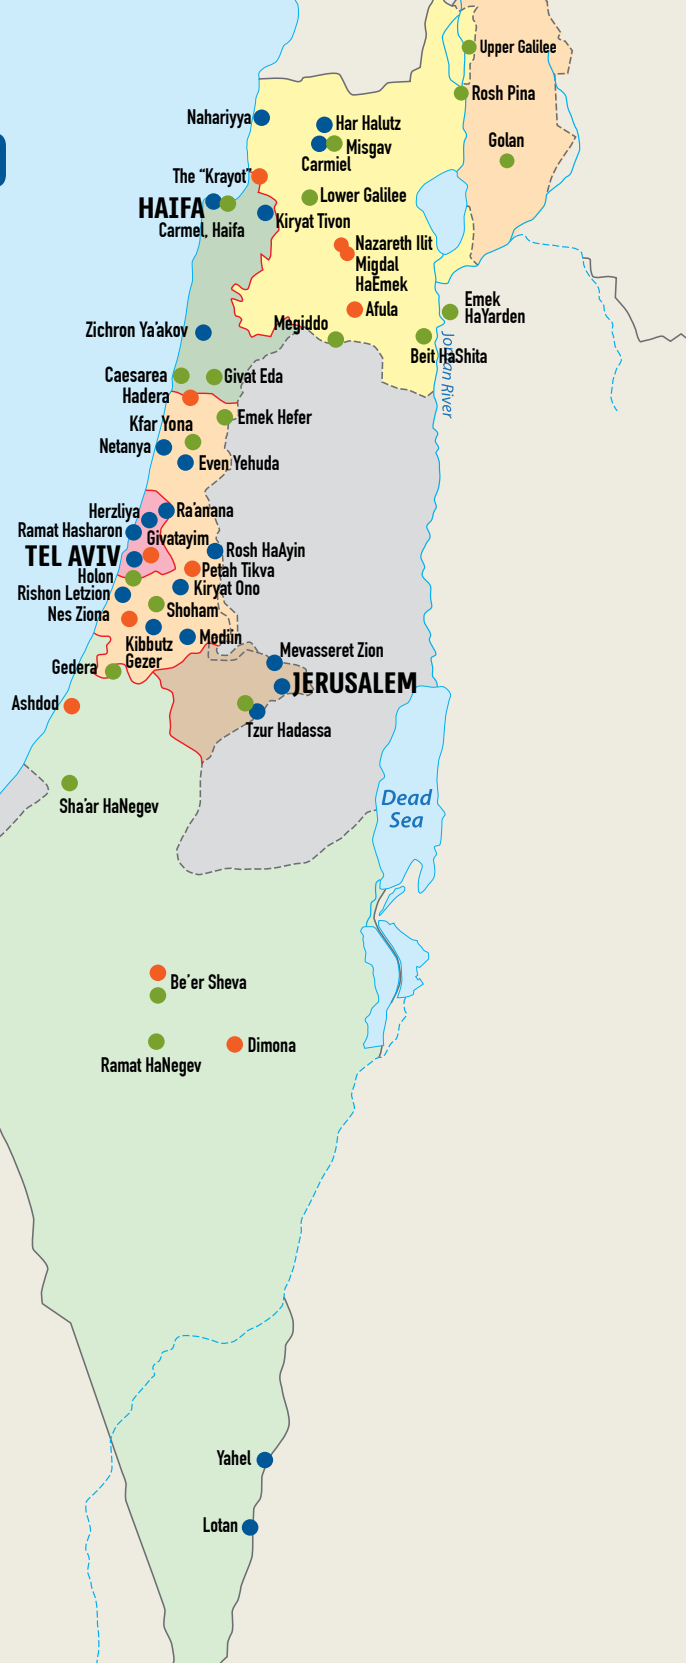 Upper Galilee
Rosh Pina
Nahariyya
Har Halutz
Misgav
Carmiel
Golan
The “Krayot”
Lower Galilee
HAIFA
Kiryat Tivon
Carmel, Haifa
Nazareth Ilit
Migdal
HaEmek
Emek
HaYarden
Afula
Megiddo
Zichron Ya’akov
Beit HaShita
Jordan River
Caesarea
Givat Eda
Hadera
Emek Hefer
Kfar Yona
Netanya
Even Yehuda
Herzliya
Ra’anana
Ramat Hasharon
Givatayim
TEL AVIV
Rosh HaAyin
Petah Tikva
Holon
Kiryat Ono
Rishon Letzion
Shoham
Nes Ziona
Modiin
Kibbutz
Gezer
Mevasseret Zion
Gedera
JERUSALEM
Ashdod
Tzur Hadassa
Dead
Sea
Sha’ar HaNegev
Be’er Sheva
Dimona
Ramat HaNegev
Yahel
Lotan